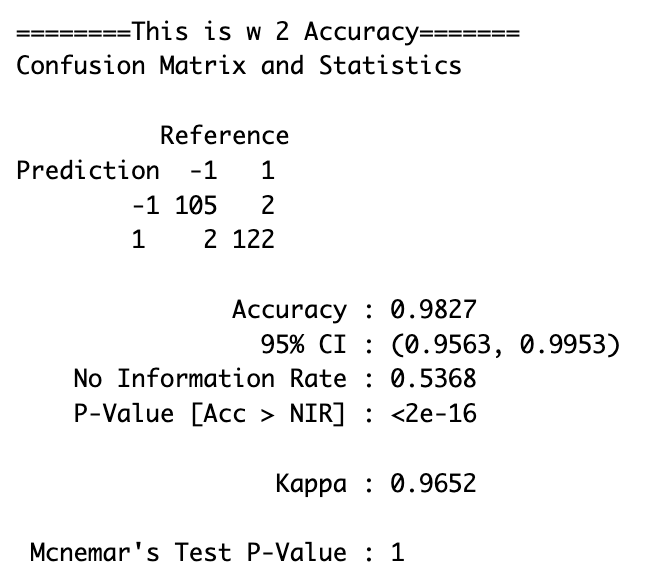 ========This is w 2 Accuracy=======
Confusion Matrix and Statistics

          Reference
Prediction  -1   1
        -1 105   2
        1    2 122

               Accuracy : 0.9827
                 95% CI : (0.9563, 0.9953)
    No Information Rate : 0.5368
    P-Value [Acc > NIR] : <2e-16

                  Kappa : 0.9652

 Mcnemar's Test P-Value : 1